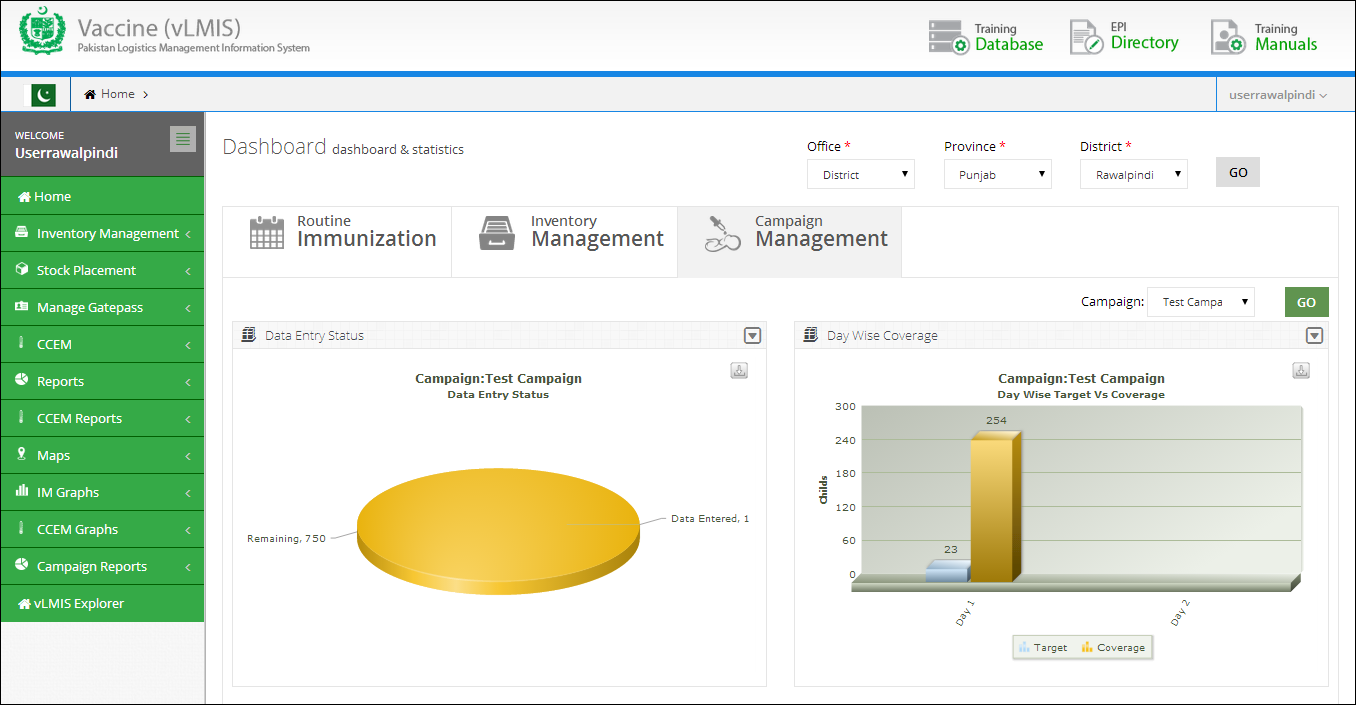 Vaccine (vLMIS)
Pakistan Logistics Management Information System
Training
Database
EPI
Directory
Training
Manuals
Home
userrawalpindi
WELCOME
Userrawalpindi
Home
Inventory Management
Stock Placement
Manage Gatepass
CCEM
Reports
CCEM Reports
Maps
IM Graphs
CCEM Graphs
Campaign Reports
vLMIS Explorer
Dashboard dashboard & statistics
Office *
Province *
District *
District
Punjab
Rawalpindi
GO
Routine
Immunization
Inventory
Management
Campaign
Management
Campaign:
Test Campa
GO
Data Entry Status
Campaign:Test Campaign
Data Entry Status
Remaining, 750
Data Entered, 1
Day Wise Coverage
Campaign:Test Campaign
Day Wise Target Vs Coverage
Childs
300
240
180
120
60
0
254
23
Day 1
Day 2
Target
Coverage